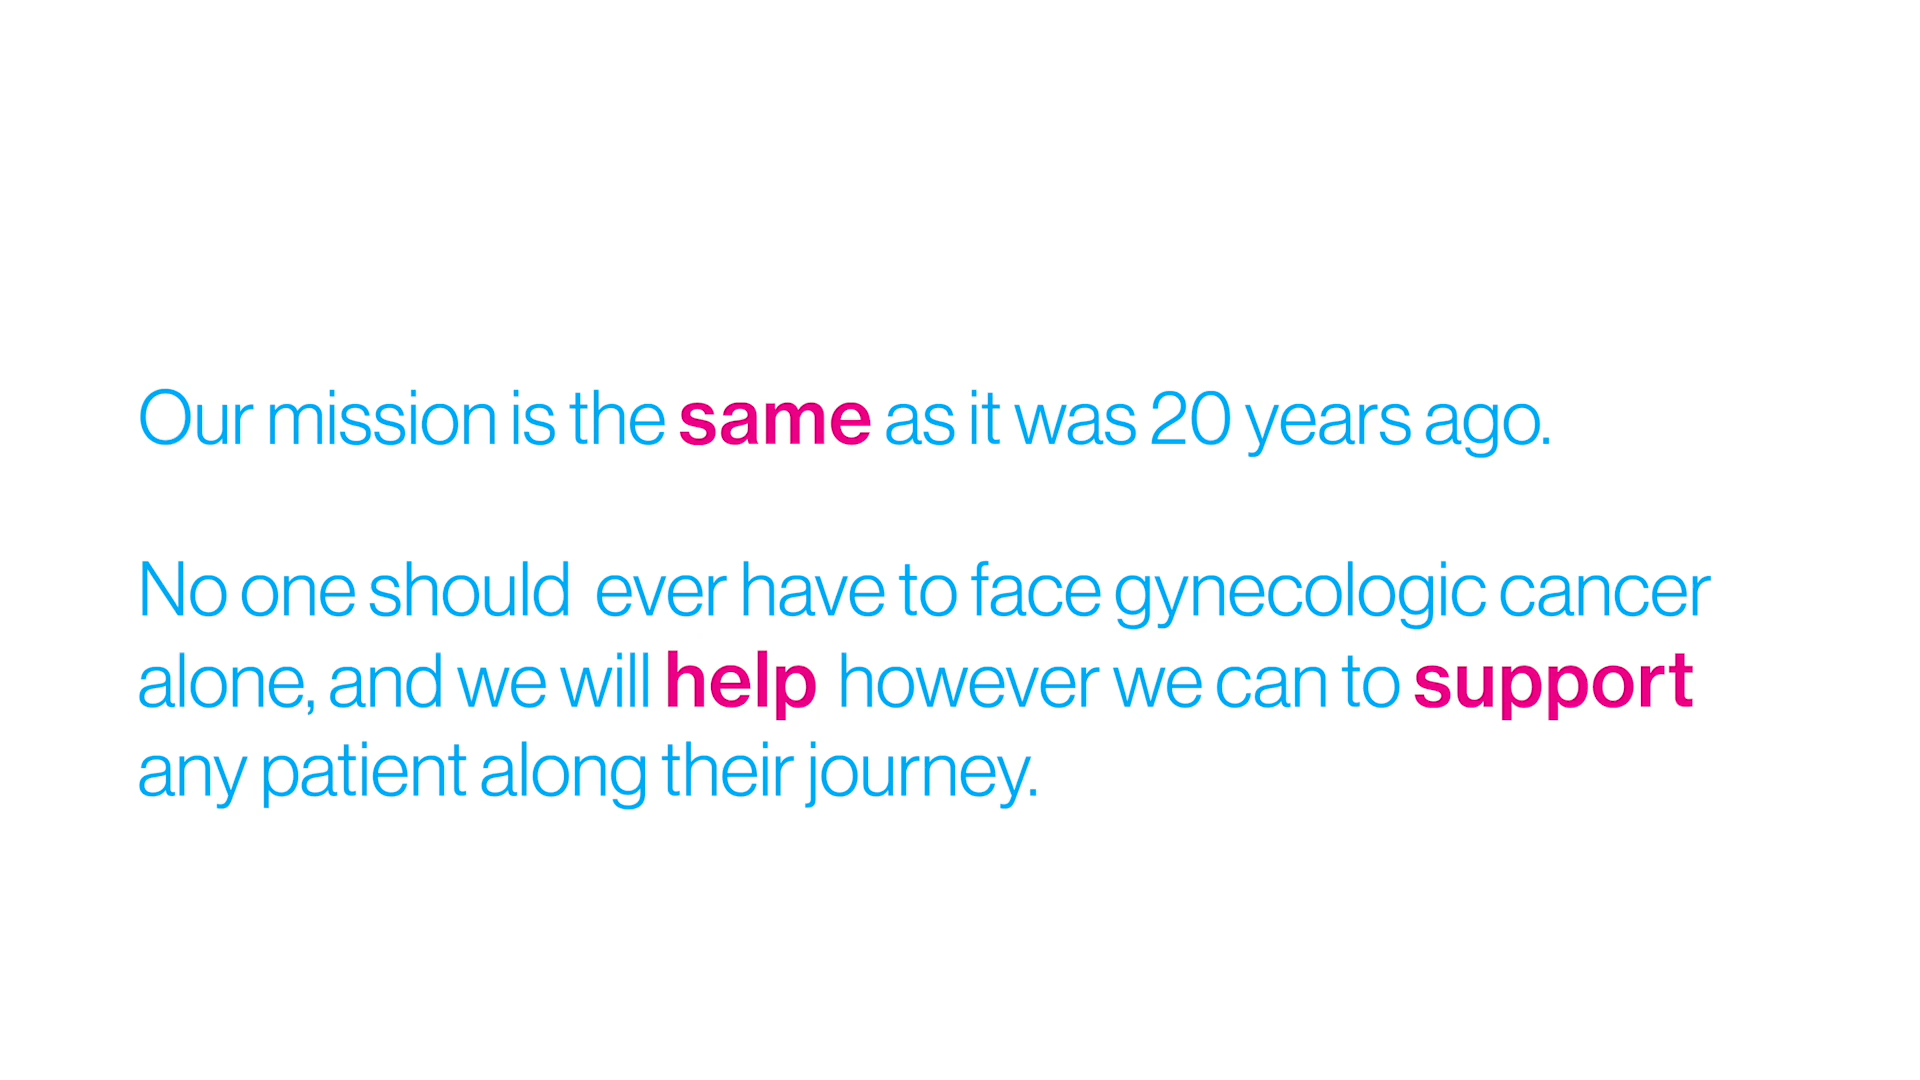 Our mission is the same as it was 20 years ago.
No one should ever have to face gynecologic cancer
alone, and we will help however we can to support
any patient along their journey.